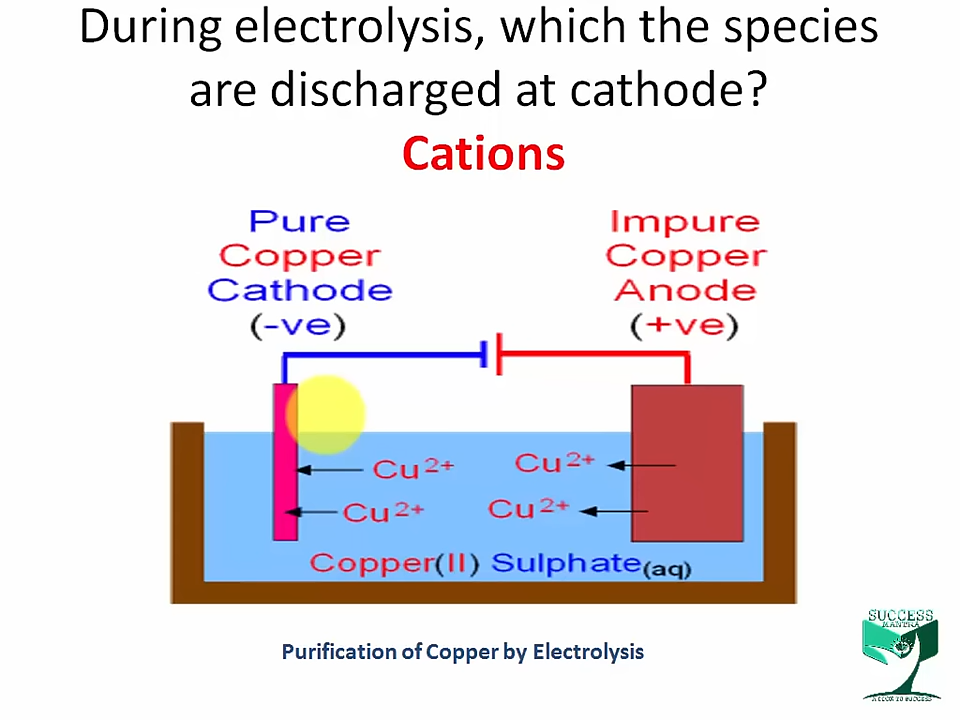 During electrolysis, which the species
are discharged at cathode?
Cations
Pure
Copper
Cathode
(-ve)
Impure
Copper
Anode
(+ve)
Cu2+
Cu2+
Cu2+
Cu2+
Copper(II) Sulphate(aq)
Purification of Copper by Electrolysis
SUCCESS
MANTRA